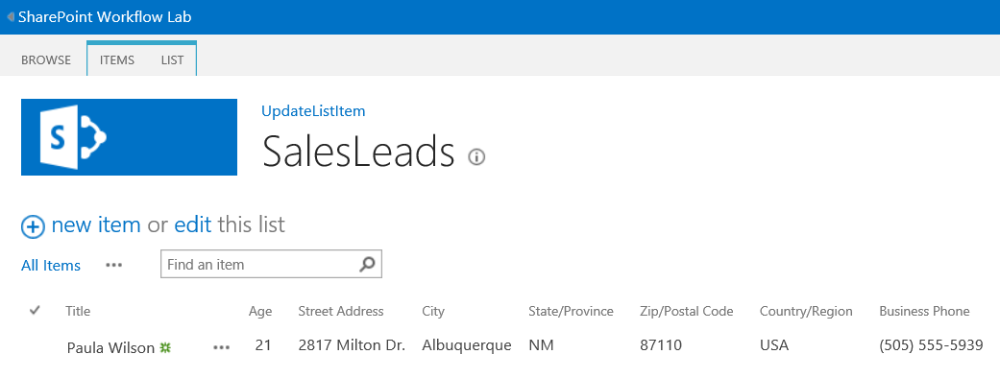 SharePoint Workflow Lab
BROWSE ITEMS LIST
S
UpdateListItem
SalesLeads
new item or edit this list
All Items ••• Find an item
Title Age Street Address City State/Province Zip/Postal Code Country/Region Business Phone
Paula Wilson ••• 21 2817 Milton Dr. Albuquerque NM 87110 USA (505) 555-5939